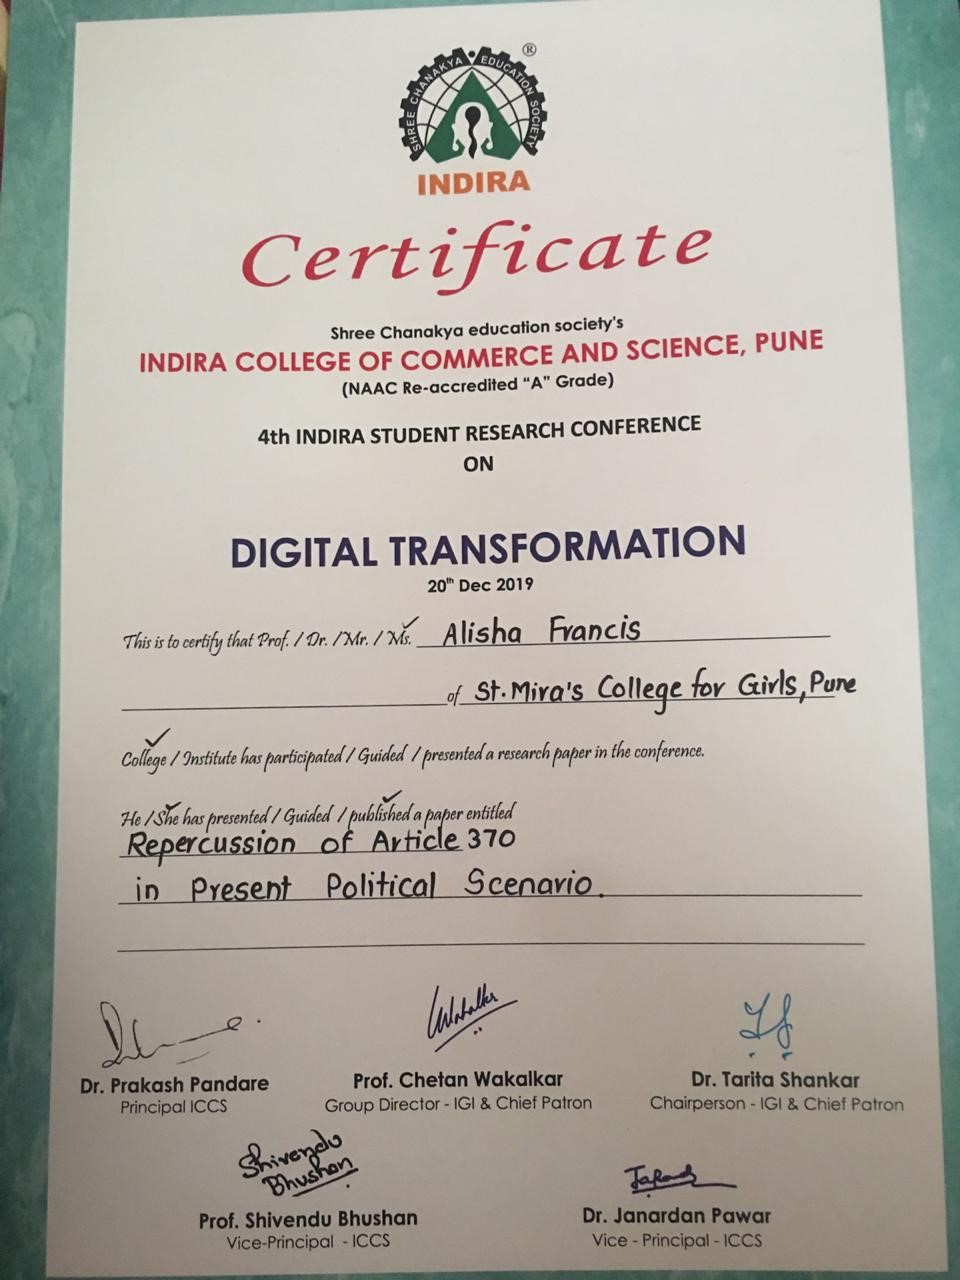 SHREE CHANAKYA EDUCATION SOCIETY ®
INDIRA
Certificate
Shree Chanakya education society's
INDIRA COLLEGE OF COMMERCE AND SCIENCE, PUNE
(NAAC Re-accredited “A” Grade)
4th INDIRA STUDENT RESEARCH CONFERENCE
ON
DIGITAL TRANSFORMATION
20th Dec 2019
This is to certify that Prof. / Dr. / Mr. / Ms. Alisha Francis
of St. Mira's College for Girls, Pune
College / Institute has participated / Guided / presented a research paper in the conference.
He / She has presented / Guided / published a paper entitled
Repercussion of Article 370
in Present Political Scenario.
Wakalkar
Dr. Prakash Pandare
Prof. Chetan Wakalkar
Dr. Tarita Shankar
Principal ICCS
Group Director - IGI & Chief Patron
Chairperson - IGI & Chief Patron
Shivendu
Bhushan
Prof. Shivendu Bhushan
Dr. Janardan Pawar
Vice-Principal - ICCS
Vice - Principal - ICCS